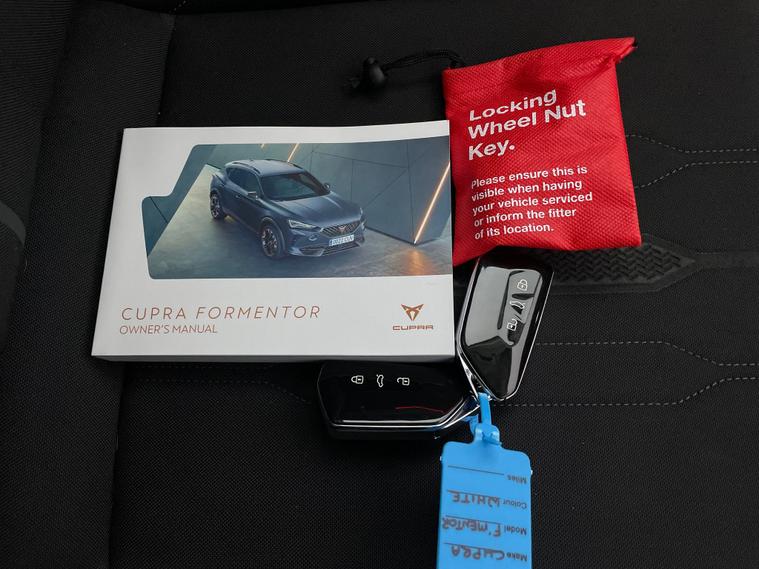 CUPRA FORMENTOR
OWNER'S MANUAL
CUPRA
Locking
Wheel Nut
Key.
Please ensure this is
visible when having
your vehicle serviced
or inform the fitter
of its location.
Make CUPRA
Model F'MENTOR
Colour WHITE
Miles